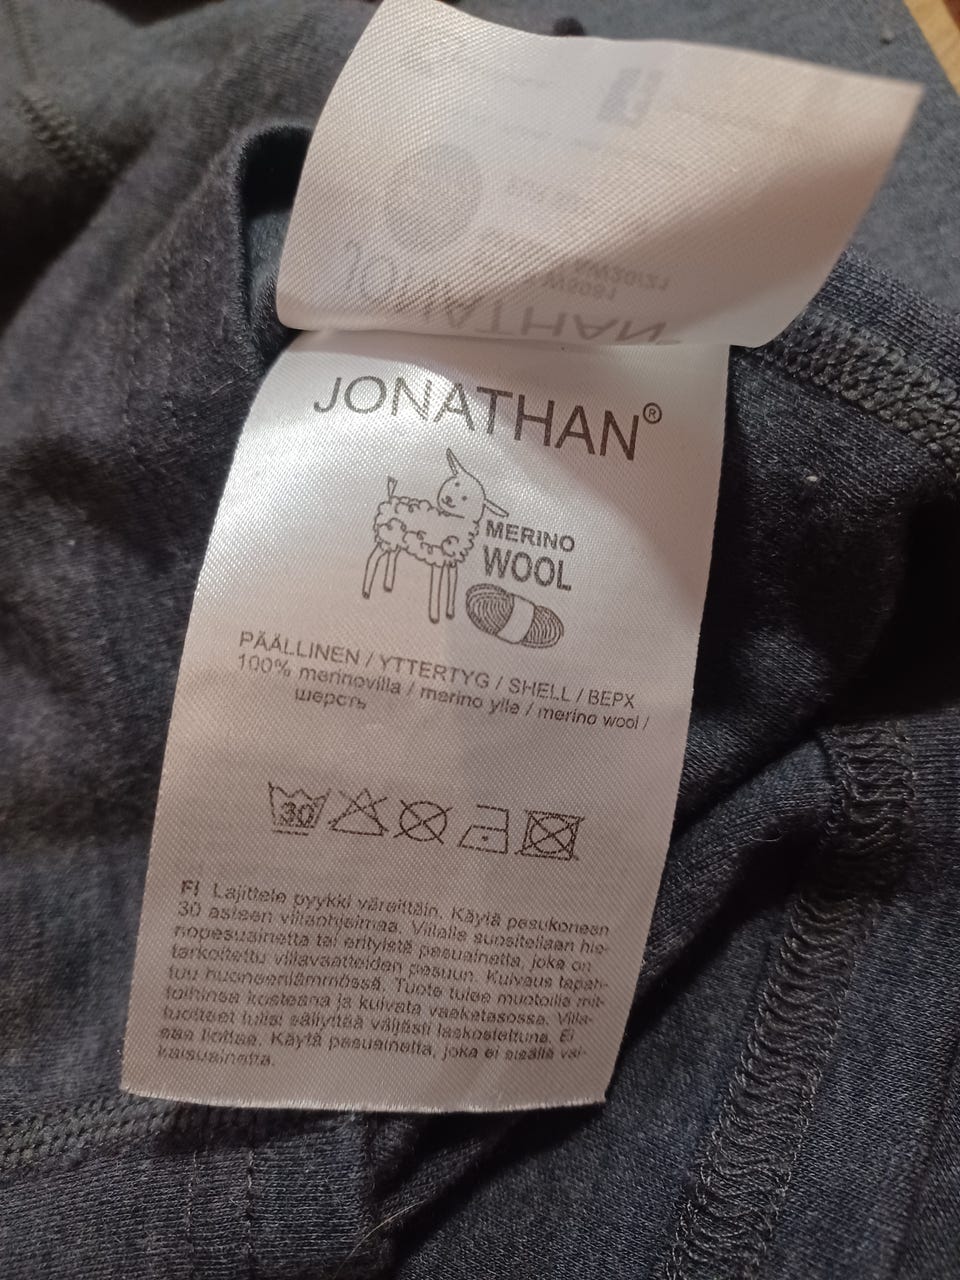 JONATHAN®
MERINO
WOOL
PÄÄLLINEN / YTTERTYG / SHELL / ВЕРХ
100% merinovilla / merino ylle / merino wool /
шерсть
30
FI Lajittele pyykki väreittäin. Käytä pesukoneen
30 asteen villaohjelmaa. Villalle suositellaan hie-
nopesuainetta tai erityistä pesuainetta, joka on
tarkoitettu villavaatteiden pesuun. Kuivaus tapah-
tuu huoneenlämmössä. Tuote tulee muotoilla mit-
toihinsa kosteana ja kuivata vaakatasossa. Villa-
tuotteet tulisi säilyttää väljästi laskostettuna. Ei
saa liottaa. Käytä pesuainetta, joka ei sisällä val-
kaisuainetta.